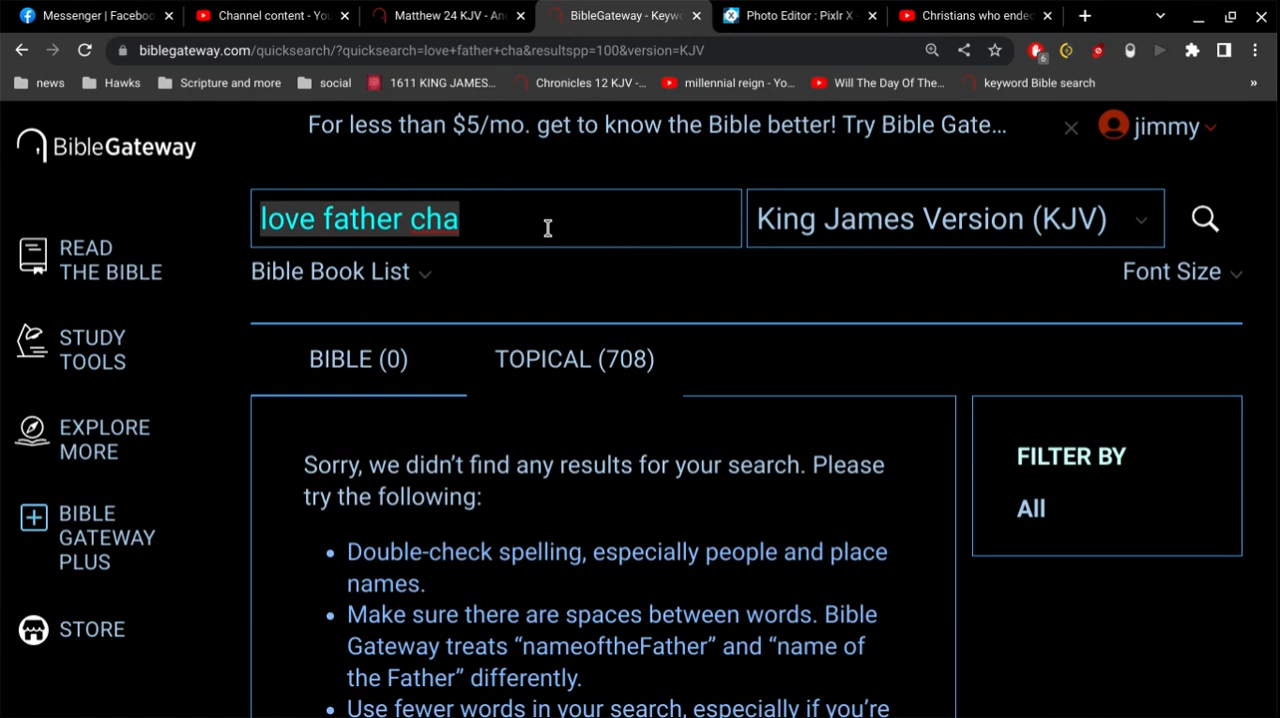 Messenger | Faceboo
Channel content - You
Matthew 24 KJV - An
BibleGateway - Keyw
Photo Editor : Pixlr X -
Christians who ended
biblegateway.com/quicksearch/?quicksearch=love+father+cha&resultspp=100&version=KJV
6
news
Hawks
Scripture and more
social
1611 KING JAMES...
Chronicles 12 KJV -...
millennial reign - Yo...
Will The Day Of The...
keyword Bible search
»
For less than $5/mo. get to know the Bible better! Try Bible Gate...
jimmy
BibleGateway
love father cha
King James Version (KJV)
Bible Book List
Font Size
READ
THE BIBLE
STUDY
TOOLS
EXPLORE
MORE
BIBLE
GATEWAY
PLUS
STORE
BIBLE (0)
TOPICAL (708)
Sorry, we didn’t find any results for your search. Please
try the following:
• Double-check spelling, especially people and place
names.
• Make sure there are spaces between words. Bible
Gateway treats “nameoftheFather” and “name of
the Father” differently.
• Use fewer words in your search, especially if you’re
FILTER BY
All